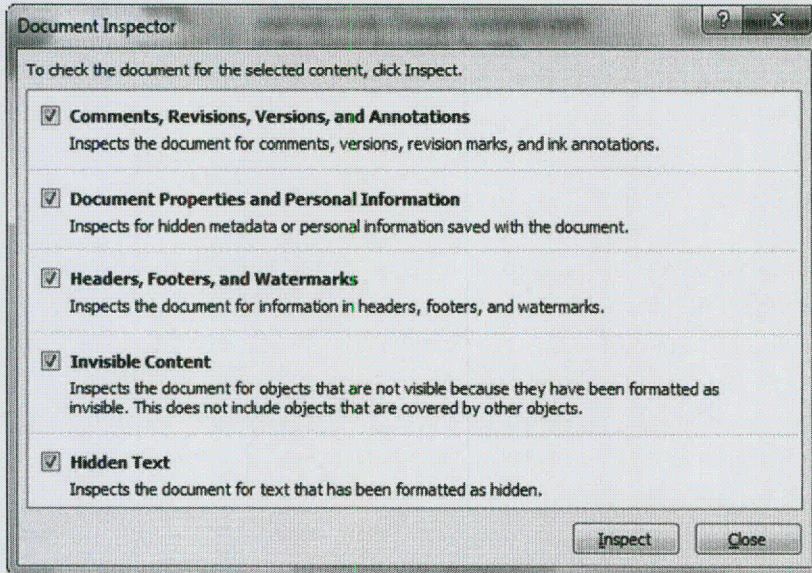 Document Inspector
To check the document for the selected content, click Inspect.
Comments, Revisions, Versions, and Annotations
Inspects the document for comments, versions, revision marks, and ink annotations.
Document Properties and Personal Information
Inspects for hidden metadata or personal information saved with the document.
Headers, Footers, and Watermarks
Inspects the document for information in headers, footers, and watermarks.
Invisible Content
Inspects the document for objects that are not visible because they have been formatted as
invisible. This does not include objects that are covered by other objects.
Hidden Text
Inspects the document for text that has been formatted as hidden.
Inspect Close